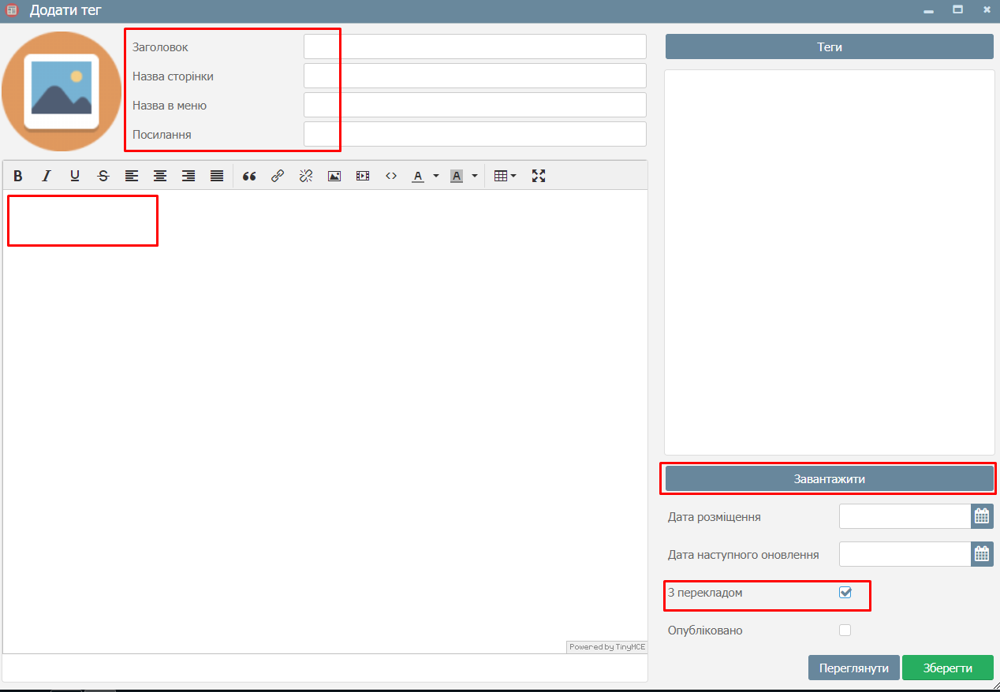 Додати тег
Заголовок
Назва сторінки
Назва в меню
Посилання
Теги
B I U S A A
Powered by TinyMCE
Завантажити
Дата розміщення
Дата наступного оновлення
З перекладом
Опубліковано
Переглянути
Зберегти